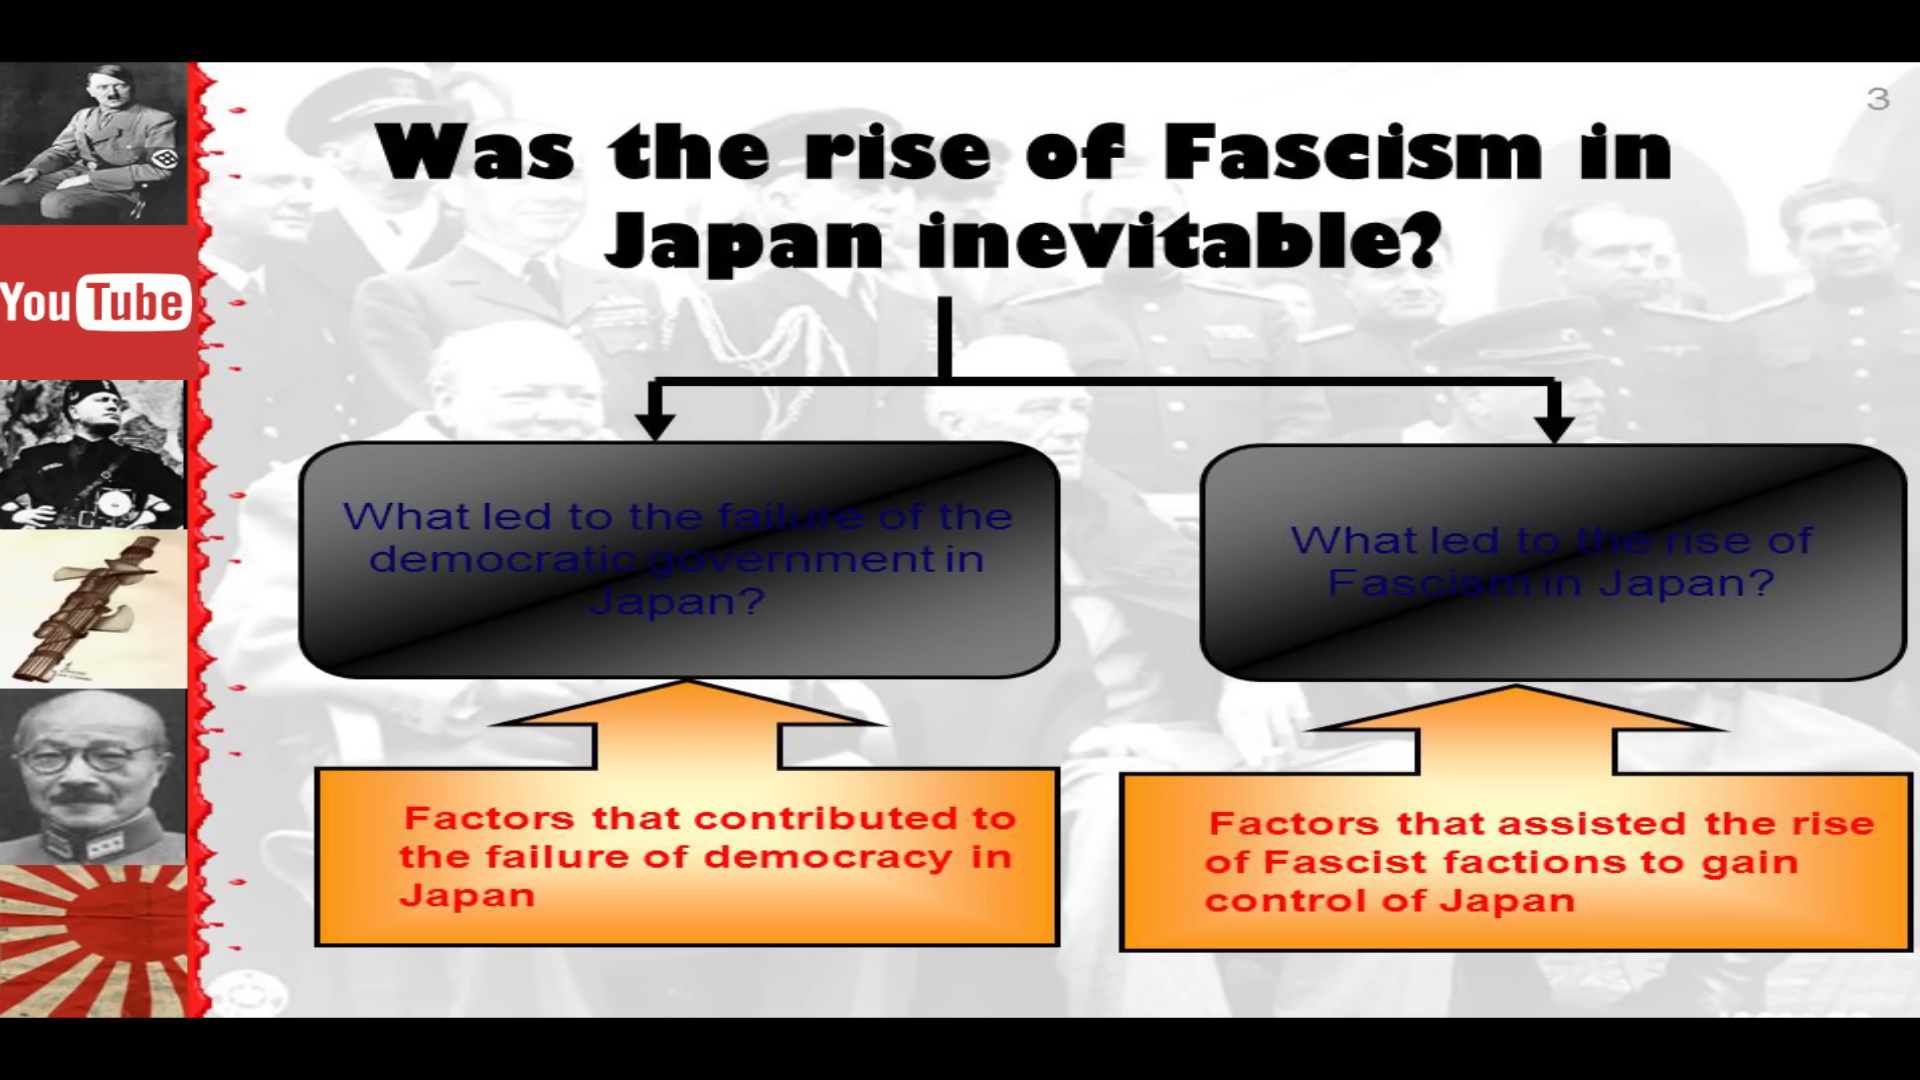 3
Was the rise of Fascism in
Japan inevitable?
YouTube
What led to the failure of the
democratic government in
Japan?
What led to the rise of
Fascism in Japan?
Factors that contributed to
the failure of democracy in
Japan
Factors that assisted the rise
of Fascist factions to gain
control of Japan